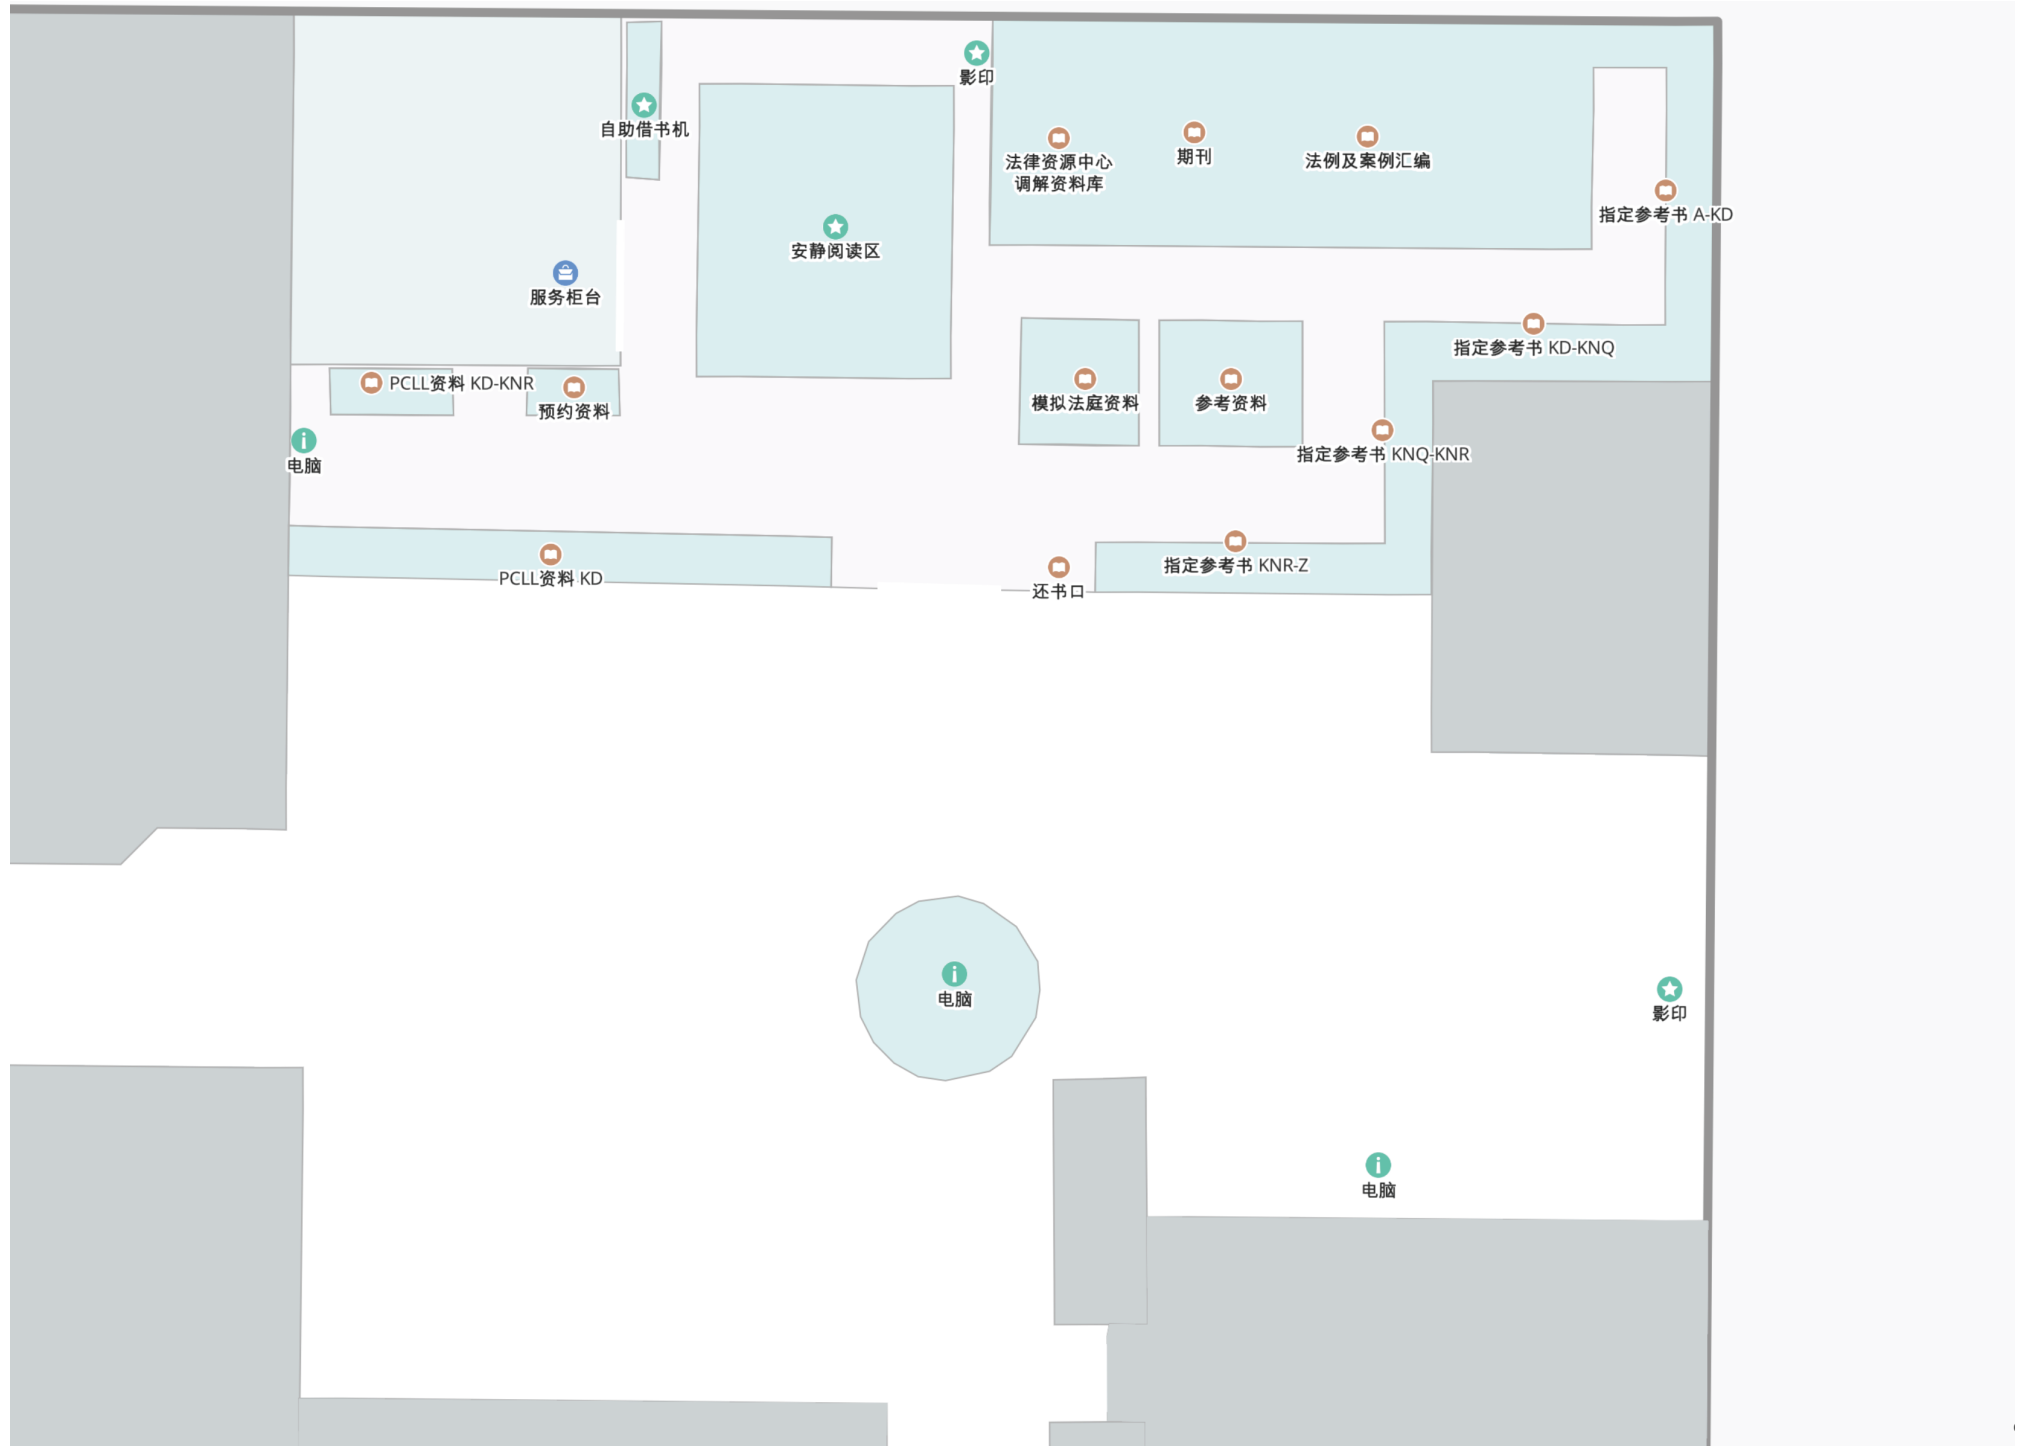 影印
自助借书机
法律资源中心
调解资料库
期刊
法例及案例汇编
指定参考书 A-KD
安静阅读区
服务柜台
指定参考书 KD-KNQ
PCLL资料 KD-KNR
预约资料
模拟法庭资料
参考资料
电脑
指定参考书 KNQ-KNR
PCLL资料 KD
还书口
指定参考书 KNR-Z
电脑
影印
电脑